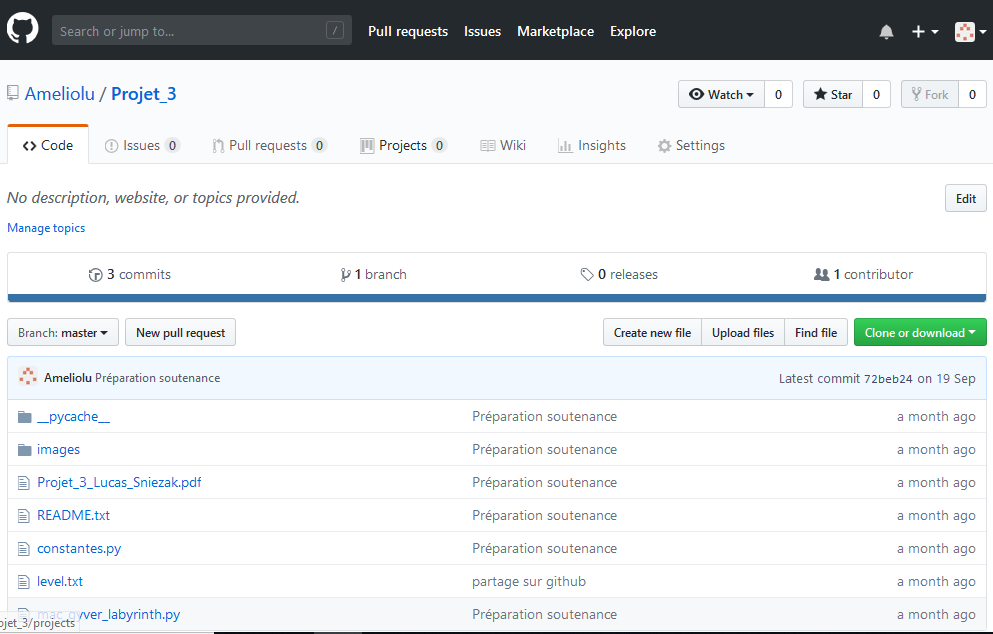 Search or jump to... / Pull requests Issues Marketplace Explore
Ameliolu / Projet_3 Watch 0 Star 0 Fork 0
Code Issues 0 Pull requests 0 Projects 0 Wiki Insights Settings
No description, website, or topics provided. Edit
Manage topics
3 commits 1 branch 0 releases 1 contributor
Branch: master New pull request Create new file Upload files Find file Clone or download
Ameliolu Préparation soutenance Latest commit 72beb24 on 19 Sep
__pycache__ Préparation soutenance a month ago
images Préparation soutenance a month ago
Projet_3_Lucas_Sniezak.pdf Préparation soutenance a month ago
README.txt Préparation soutenance a month ago
constantes.py Préparation soutenance a month ago
level.txt partage sur github a month ago
mac_gyver_labyrinth.py Préparation soutenance a month ago
ojet_3/projects